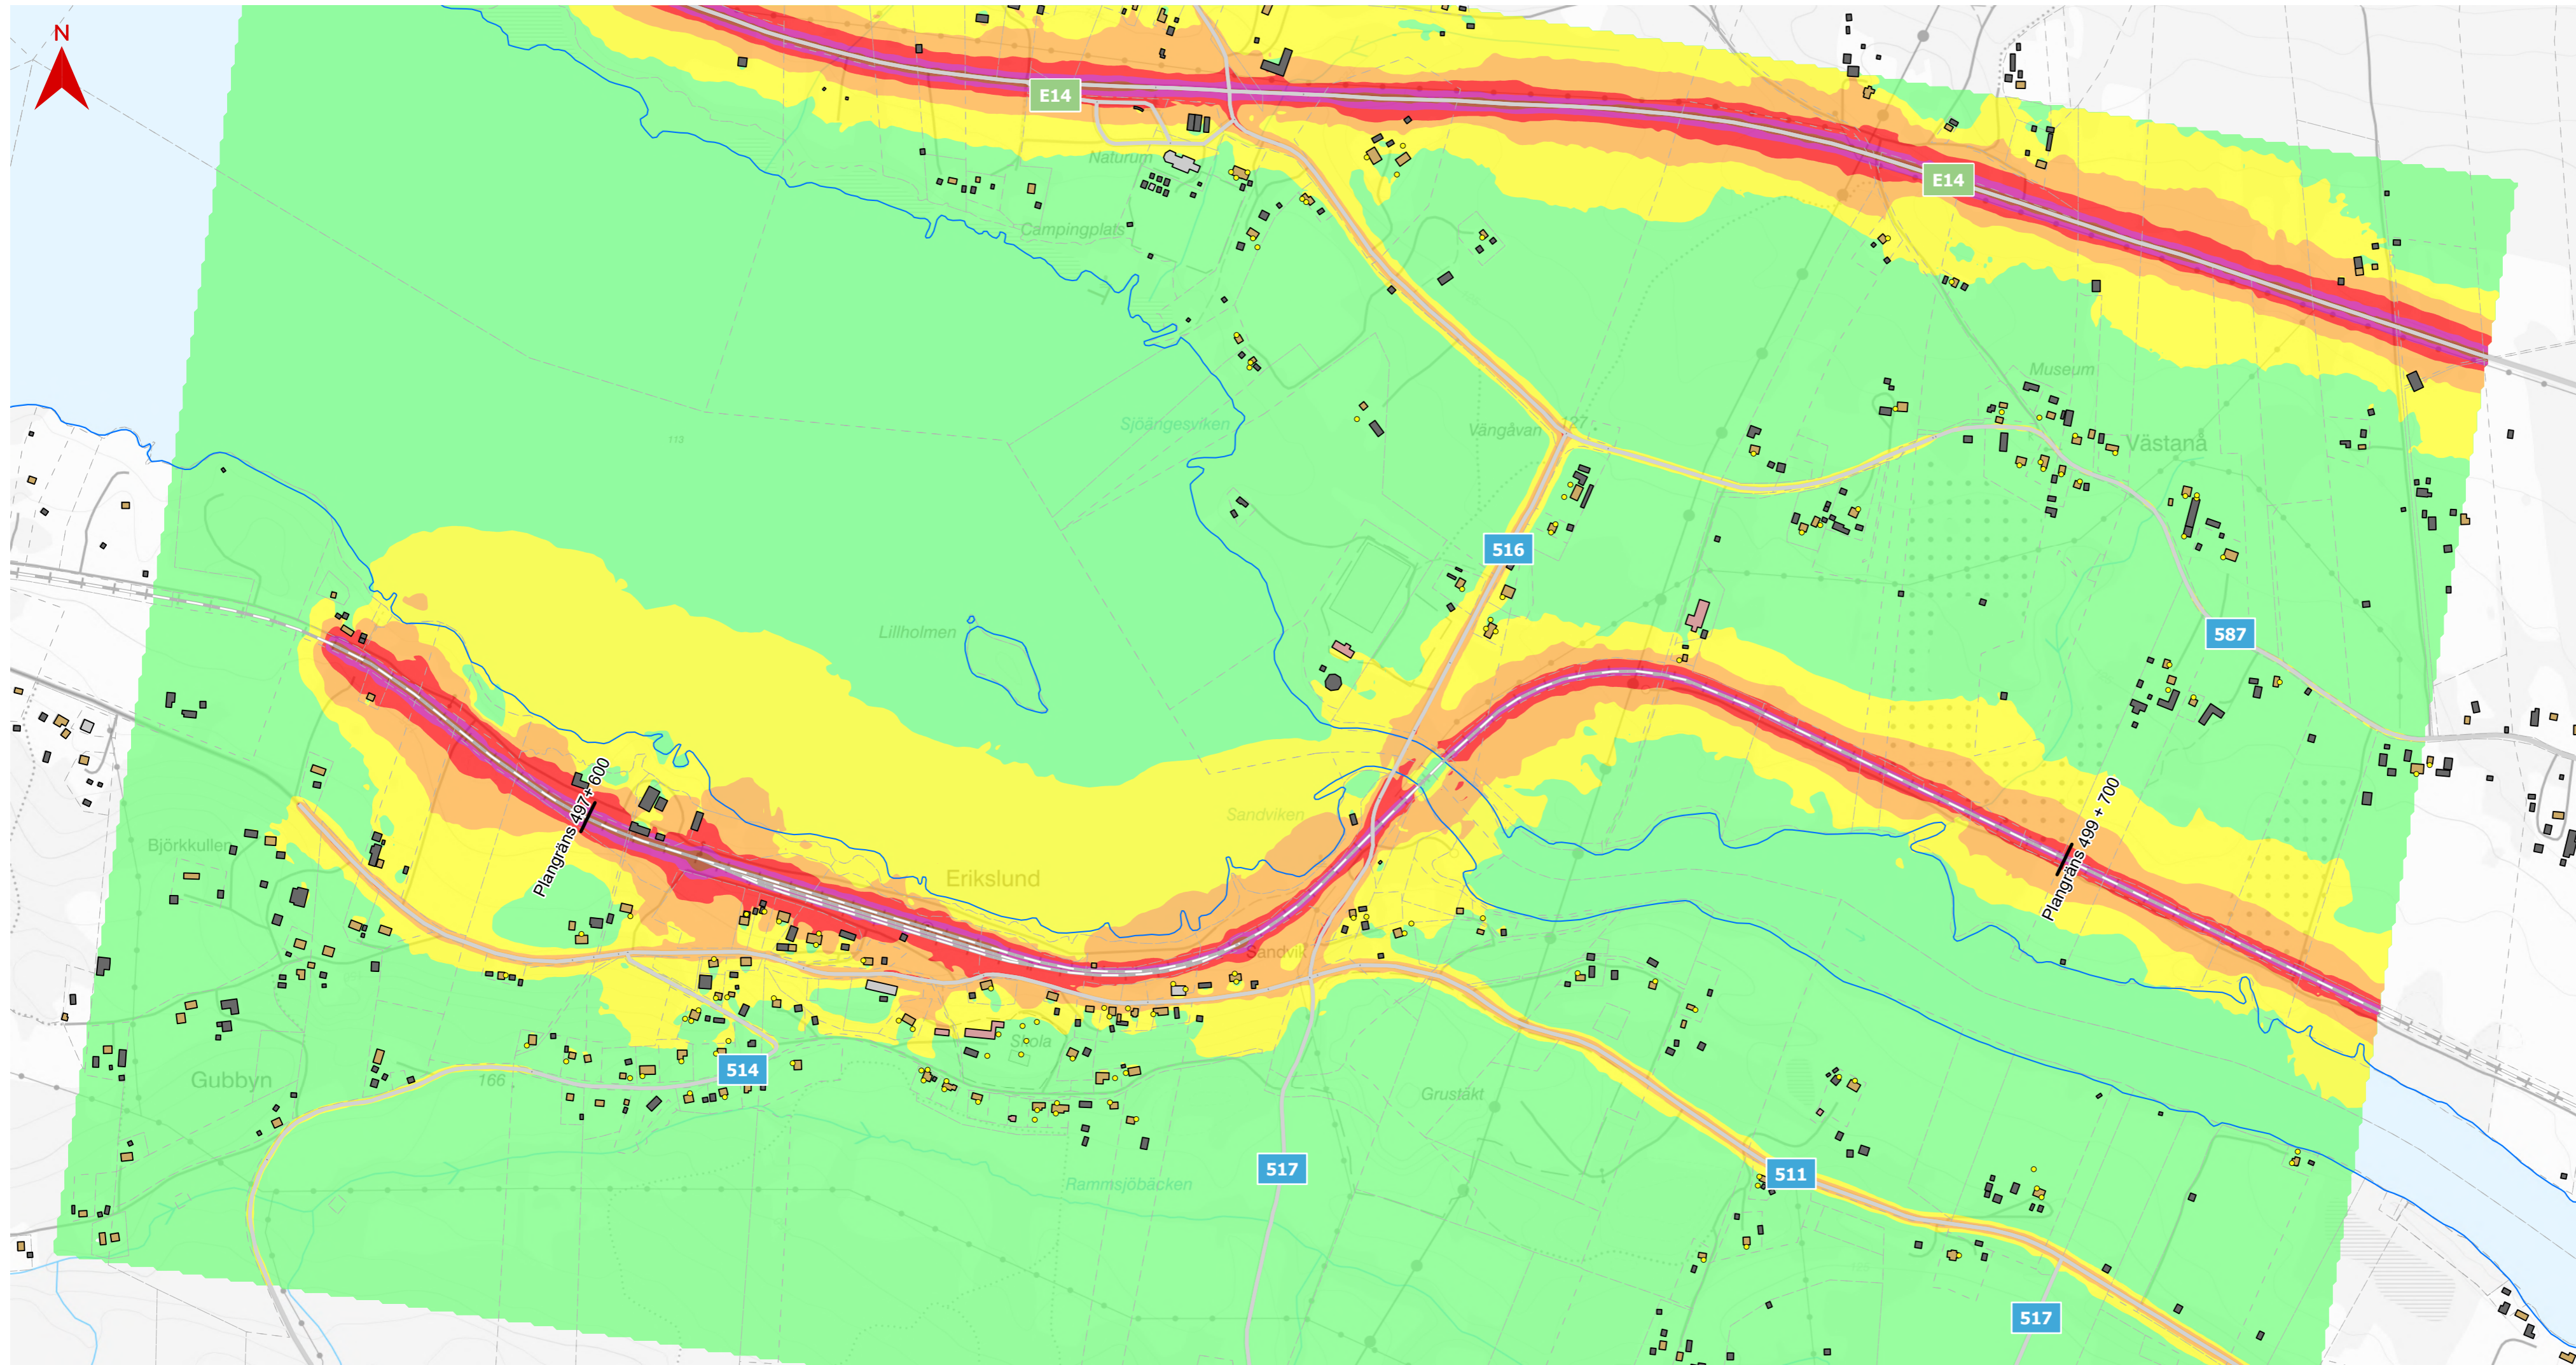 N
E14
Naturum
E14
Campingplats
Museum
Sjöängesviken
127
Vängåvan
113
Västanå
516
Lillholmen
587
Plangräns 497+ 600
Plangräns 499 + 700
Sandviken
Björkkullen
Erikslund
Sandvik
Skola
514
166
Gubbyn
Grustäkt
517
511
Rammsjöbäcken
517